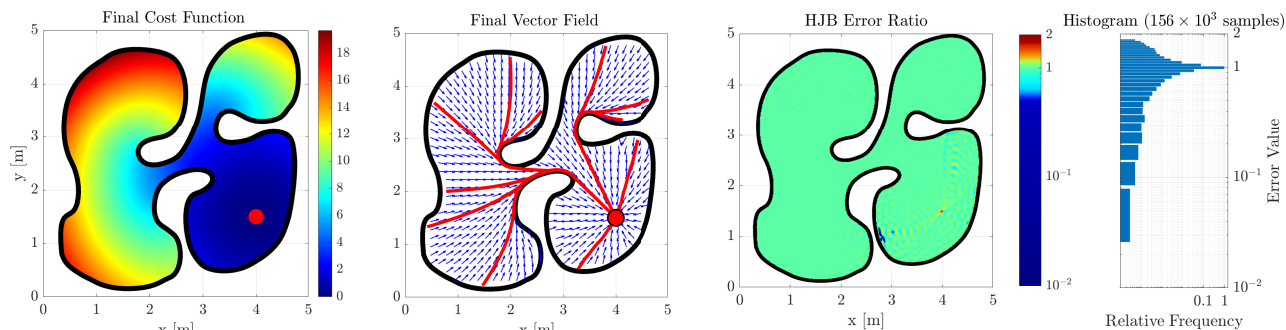 Final Cost Function
5
4
3
2
1
0
y [m]
0 1 2 3 4 5
x [m]
18
16
14
12
10
8
6
4
2
0
Final Vector Field
5
4
3
2
1
0
0 1 2 3 4 5
x [m]
HJB Error Ratio
5
4
3
2
1
0
0 1 2 3 4 5
x [m]
2
1
10⁻¹
10⁻²
Histogram (156 × 10³ samples)
2
1
10⁻¹
10⁻²
Error Value
0.1 1
Relative Frequency